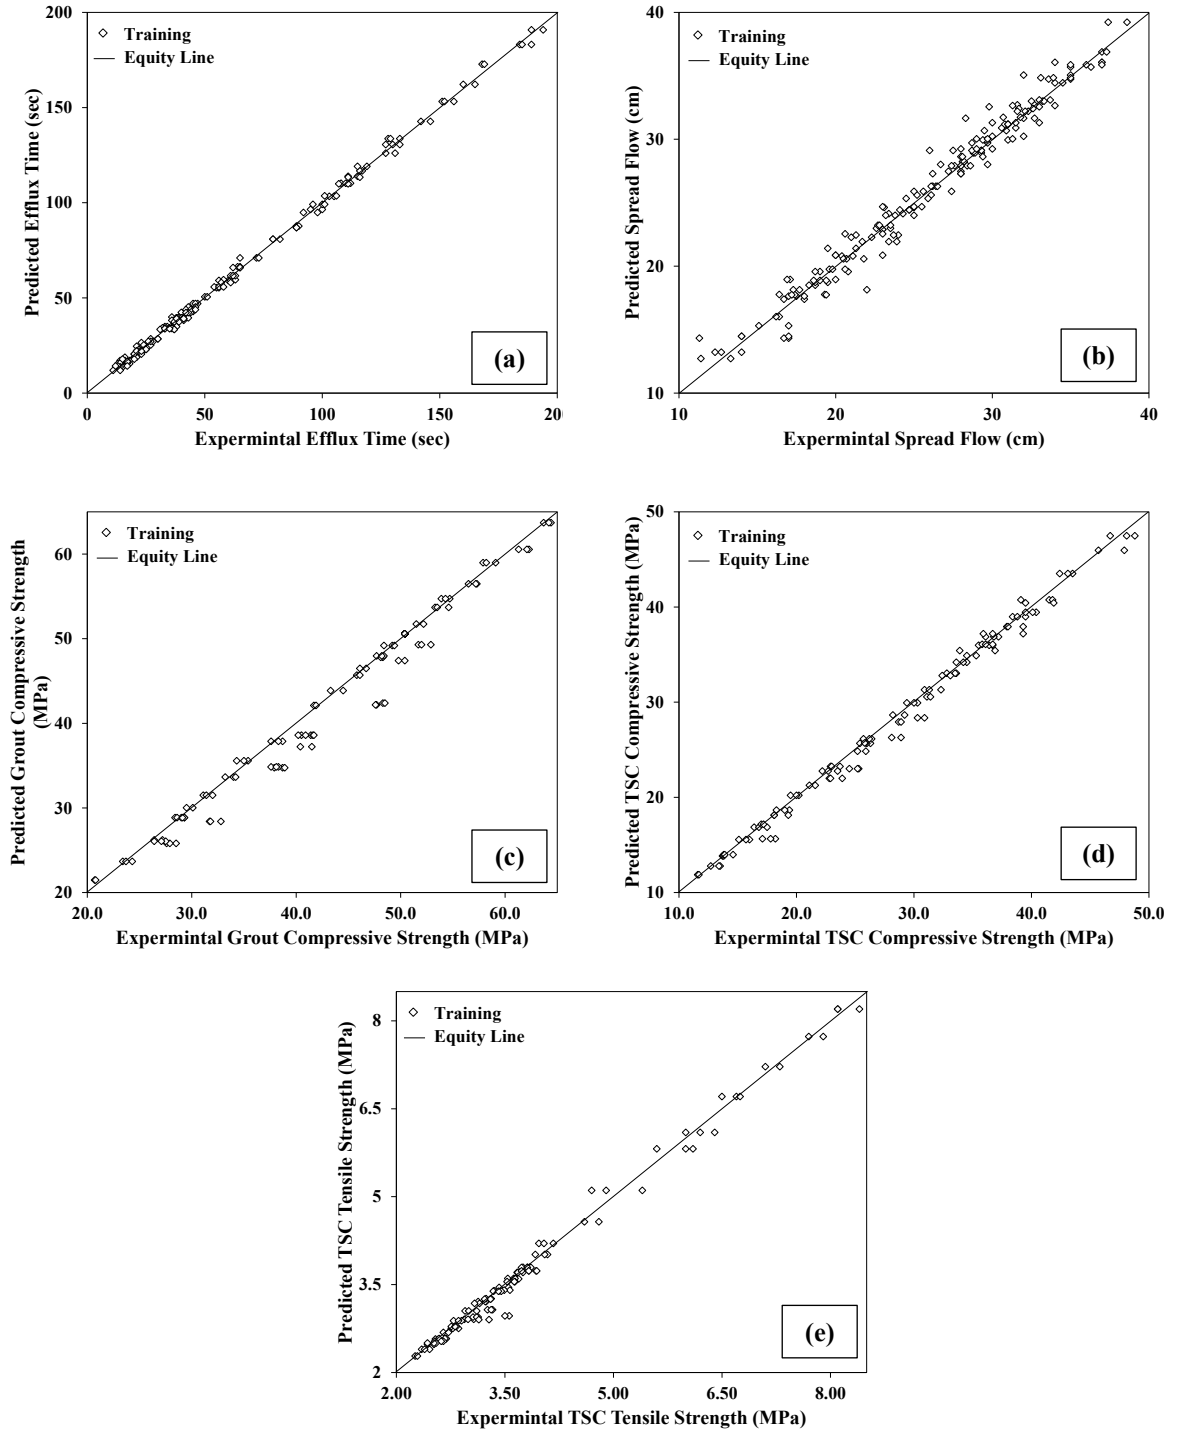 Training
Equity Line
200
150
100
50
0
0
50
100
150
200
Predicted Efflux Time (sec)
Expermintal Efflux Time (sec)
(a)
Training
Equity Line
40
30
20
10
10
20
30
40
Predicted Spread Flow (cm)
Expermintal Spread Flow (cm)
(b)
Training
Equity Line
60
50
40
30
20
20.0
30.0
40.0
50.0
60.0
Predicted Grout Compressive Strength
(MPa)
Expermintal Grout Compressive Strength (MPa)
(c)
Training
Equity Line
50
40
30
20
10
10.0
20.0
30.0
40.0
50.0
Predicted TSC Compressive Strength (MPa)
Expermintal TSC Compressive Strength (MPa)
(d)
Training
Equity Line
8
6.5
5
3.5
2
2.00
3.50
5.00
6.50
8.00
Predicted TSC Tensile Strength (MPa)
Expermintal TSC Tensile Strength (MPa)
(e)